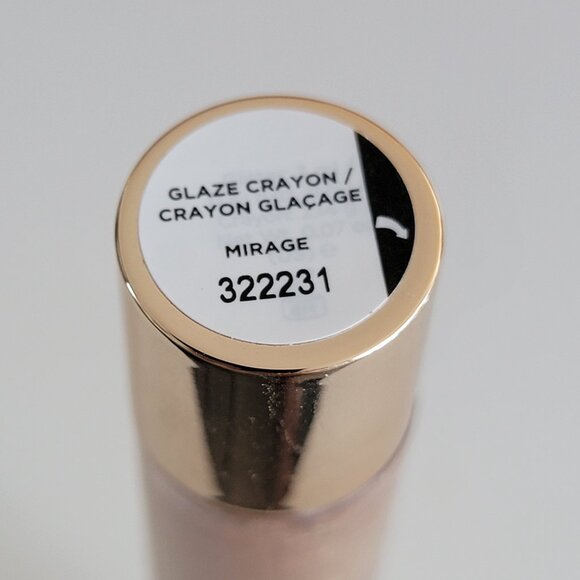 GLAZE CRAYON /
CRAYON GLAÇAGE
MIRAGE
322231